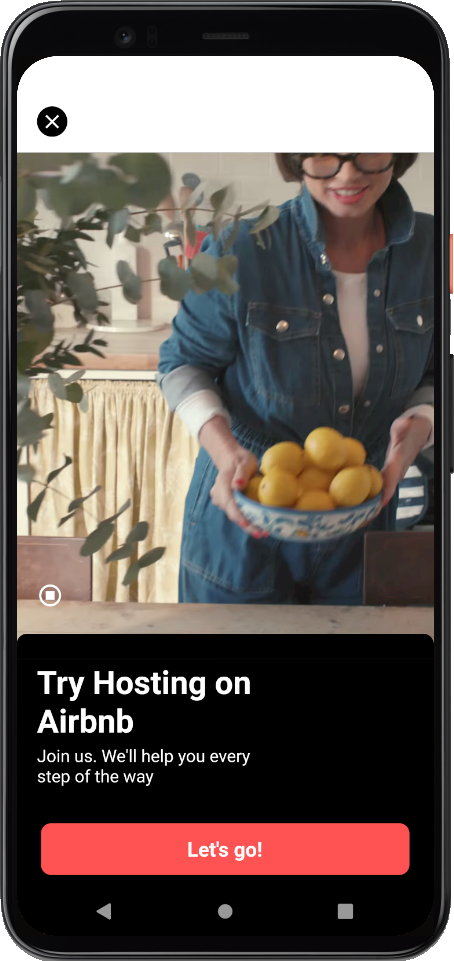 Try Hosting on
Airbnb
Join us. We'll help you every
step of the way
Let's go!